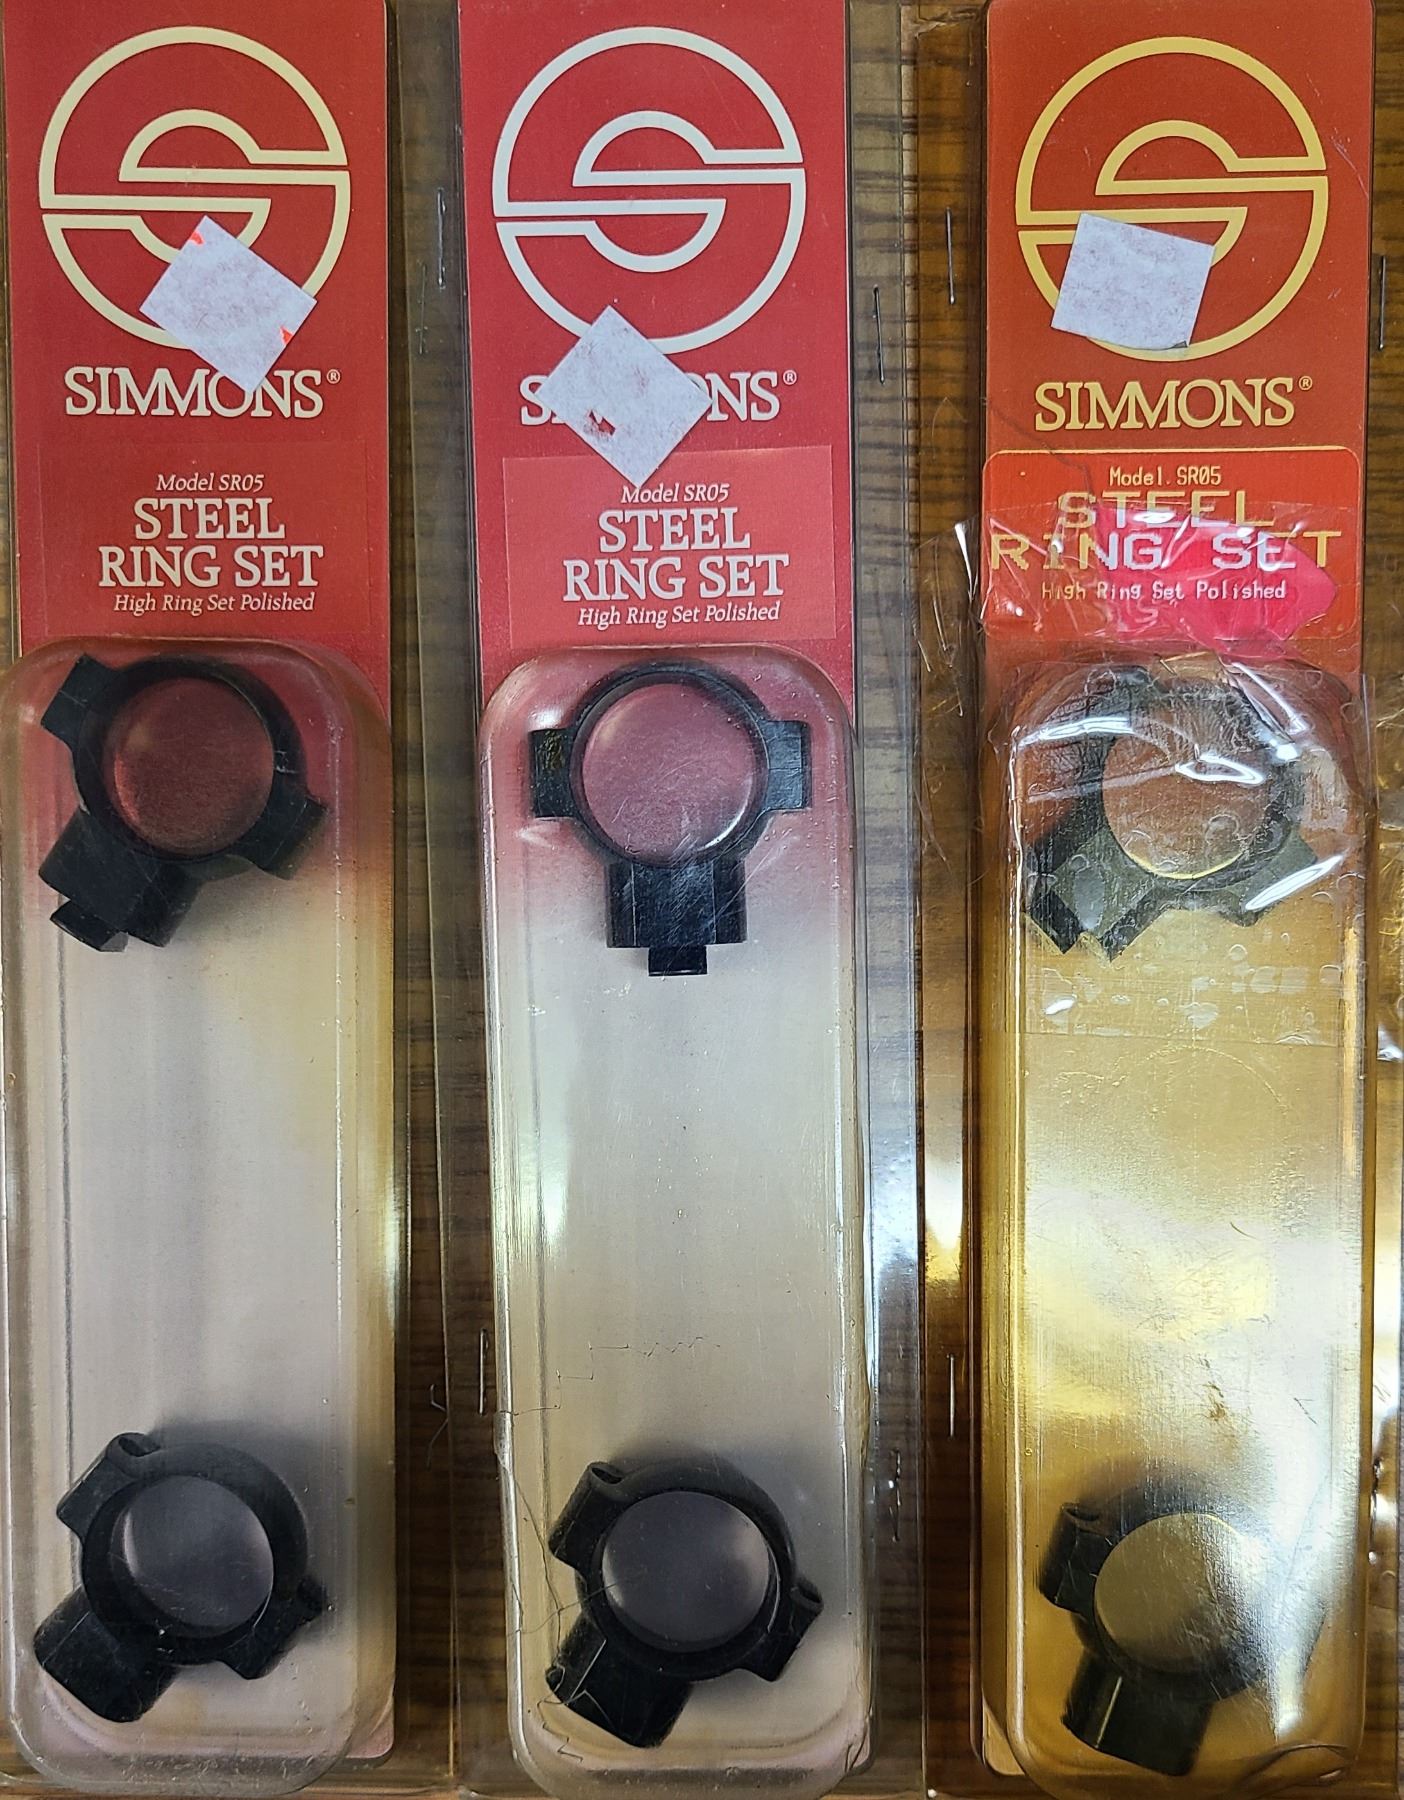 SIMMONS®
Model SR05
STEEL
RING SET
High Ring Set Polished
NS®
Model SR05
STEEL
RING SET
High Ring Set Polished
SIMMONS®
Model SR05
STEEL
RING SET
High Ring Set Polished